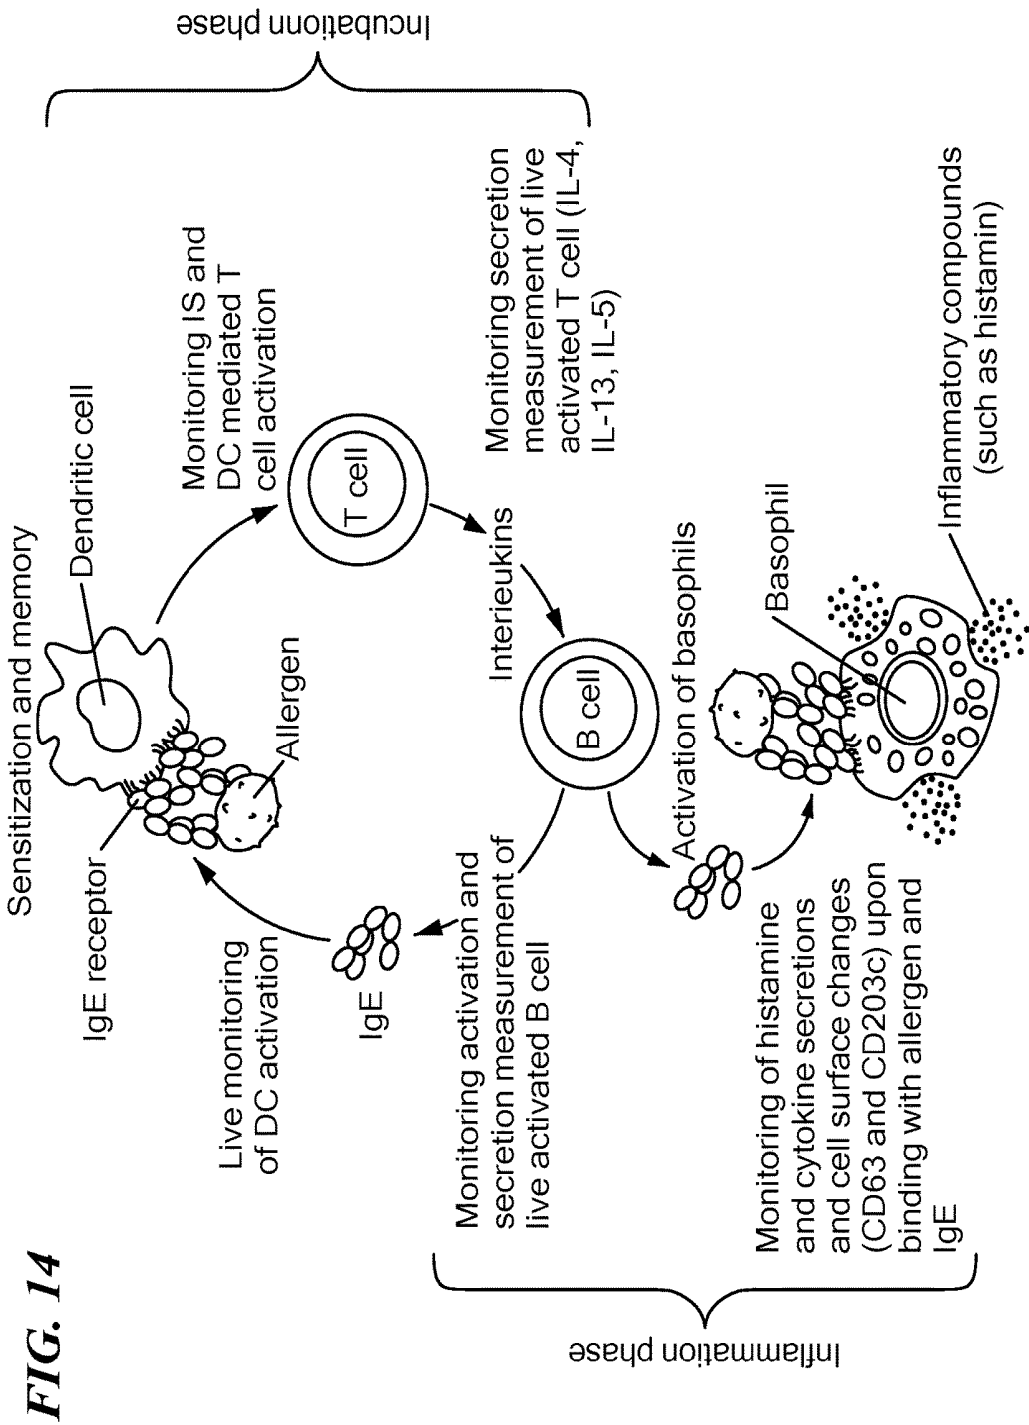 FIG. 14
Sensitization and memory
IgE receptor
Dendritic cell
Allergen
Live monitoring
of DC activation
Monitoring IS and
DC mediated T
cell activation
Incubationn phase
IgE
T cell
Monitoring activation and
secretion measurement of
live activated B cell
Interieukins
Monitoring secretion
measurement of live
activated T cell (IL-4,
IL-13, IL-5)
B cell
Activation of basophils
Inflammation phase
Monitoring of histamine
and cytokine secretions
and cell surface changes
(CD63 and CD203c) upon
binding with allergen and
IgE
Basophil
Inflammatory compounds
(such as histamin)